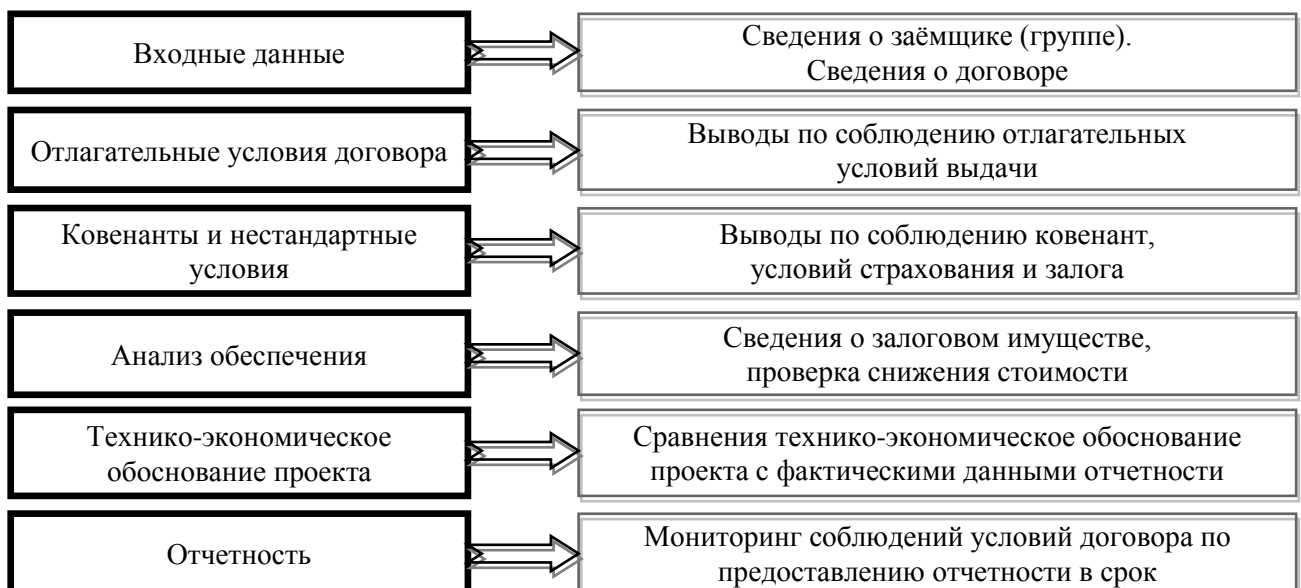 Входные данные
Сведения о заёмщике (группе).
Сведения о договоре
Отлагательные условия договора
Выводы по соблюдению отлагательных
условий выдачи
Ковенанты и нестандартные
условия
Выводы по соблюдению ковенант,
условий страхования и залога
Анализ обеспечения
Сведения о залоговом имуществе,
проверка снижения стоимости
Технико-экономическое
обоснование проекта
Сравнения технико-экономическое обоснование
проекта с фактическими данными отчетности
Отчетность
Мониторинг соблюдений условий договора по
предоставлению отчетности в срок